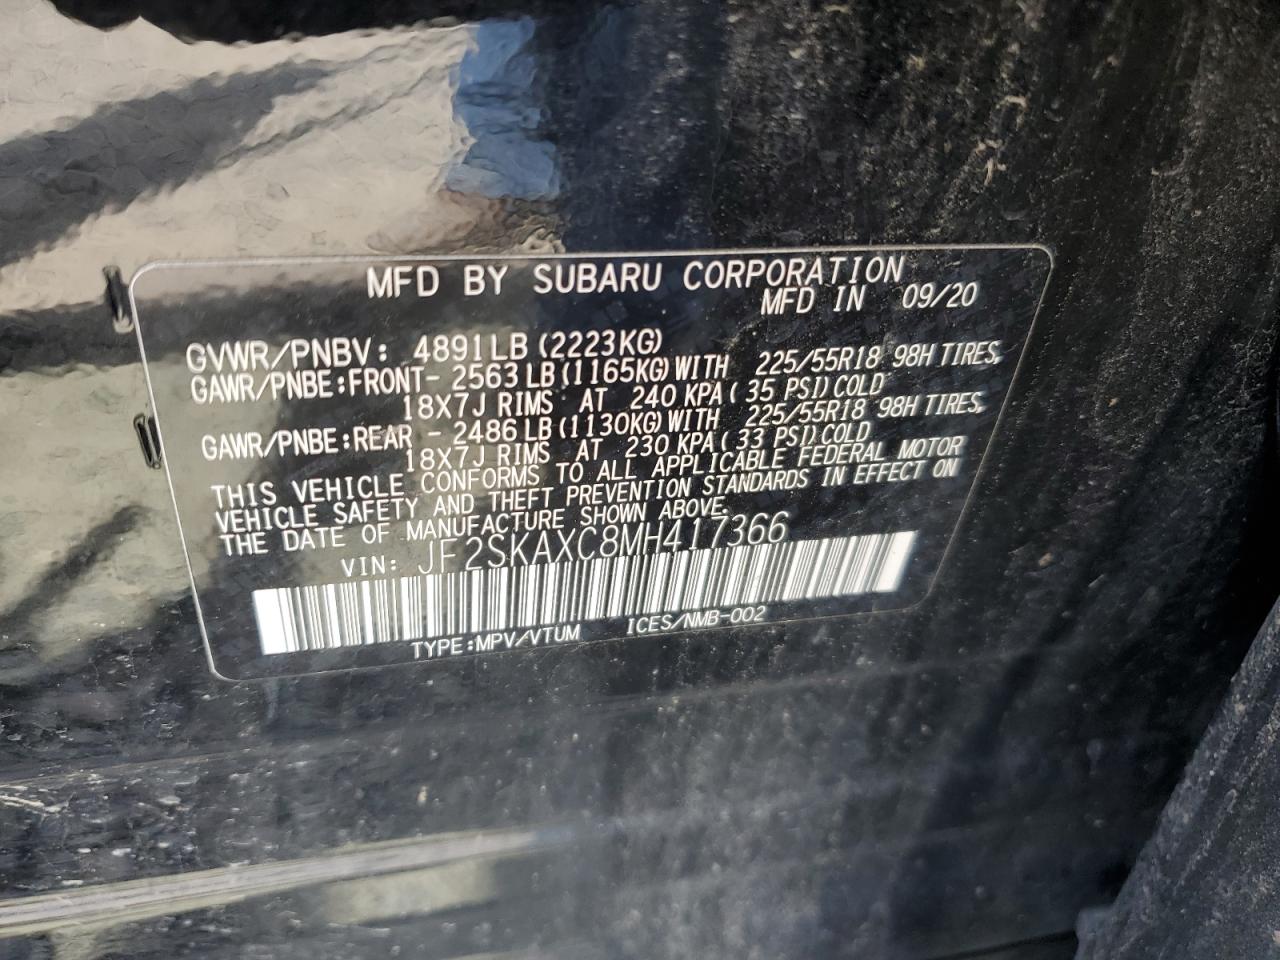 MFD BY SUBARU CORPORATION
MFD IN 09/20
GVWR/PNBV: 4891LB (2223KG)
GAWR/PNBE:FRONT- 2563 LB (1165KG) WITH 225/55R18 98H TIRES,
18X7J RIMS AT 240 KPA ( 35 PSI) COLD
GAWR/PNBE:REAR - 2486 LB (1130KG) WITH 225/55R18 98H TIRES,
18X7J RIMS AT 230 KPA ( 33 PSI) COLD
THIS VEHICLE CONFORMS TO ALL APPLICABLE FEDERAL MOTOR
VEHICLE SAFETY AND THEFT PREVENTION STANDARDS IN EFFECT ON
THE DATE OF MANUFACTURE SHOWN ABOVE.
VIN: JF2SKAXC8MH417366
TYPE:MPV/VTUM ICES/NMB-002